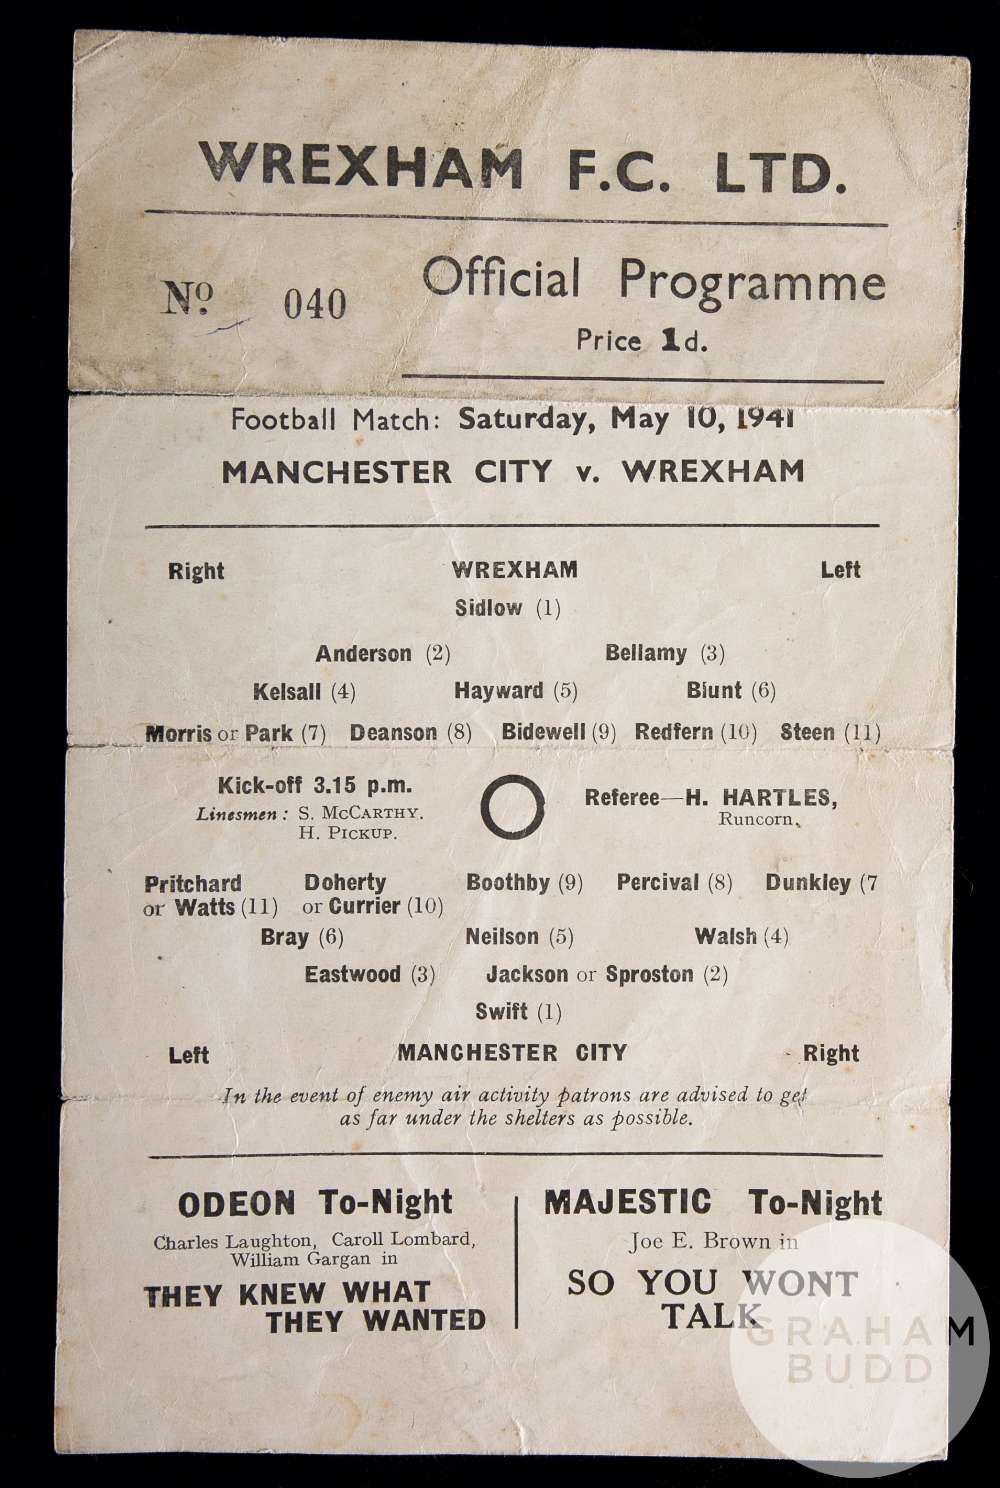 WREXHAM F.C. LTD.
Official Programme
Nº. 040
Price 1d.
Football Match: Saturday, May 10, 1941
MANCHESTER CITY v. WREXHAM
Right WREXHAM Left
Sidlow (1)
Anderson (2) Bellamy (3)
Kelsall (4) Hayward (5) Blunt (6)
Morris or Park (7) Deanson (8) Bidewell (9) Redfern (10) Steen (11)
Kick-off 3.15 p.m.
Linesmen: S. McCARTHY.
H. PICKUP.
Referee—H. HARTLES,
Runcorn.
Pritchard Doherty Boothby (9) Percival (8) Dunkley (7
or Watts (11) or Currier (10)
Bray (6) Neilson (5) Walsh (4)
Eastwood (3) Jackson or Sproston (2)
Swift (1)
Left MANCHESTER CITY Right
In the event of enemy air activity patrons are advised to get
as far under the shelters as possible.
ODEON To-Night
Charles Laughton, Caroll Lombard,
William Gargan in
THEY KNEW WHAT
THEY WANTED
MAJESTIC To-Night
Joe E. Brown in
SO YOU WONT
TALK
GRAHAM
BUDD